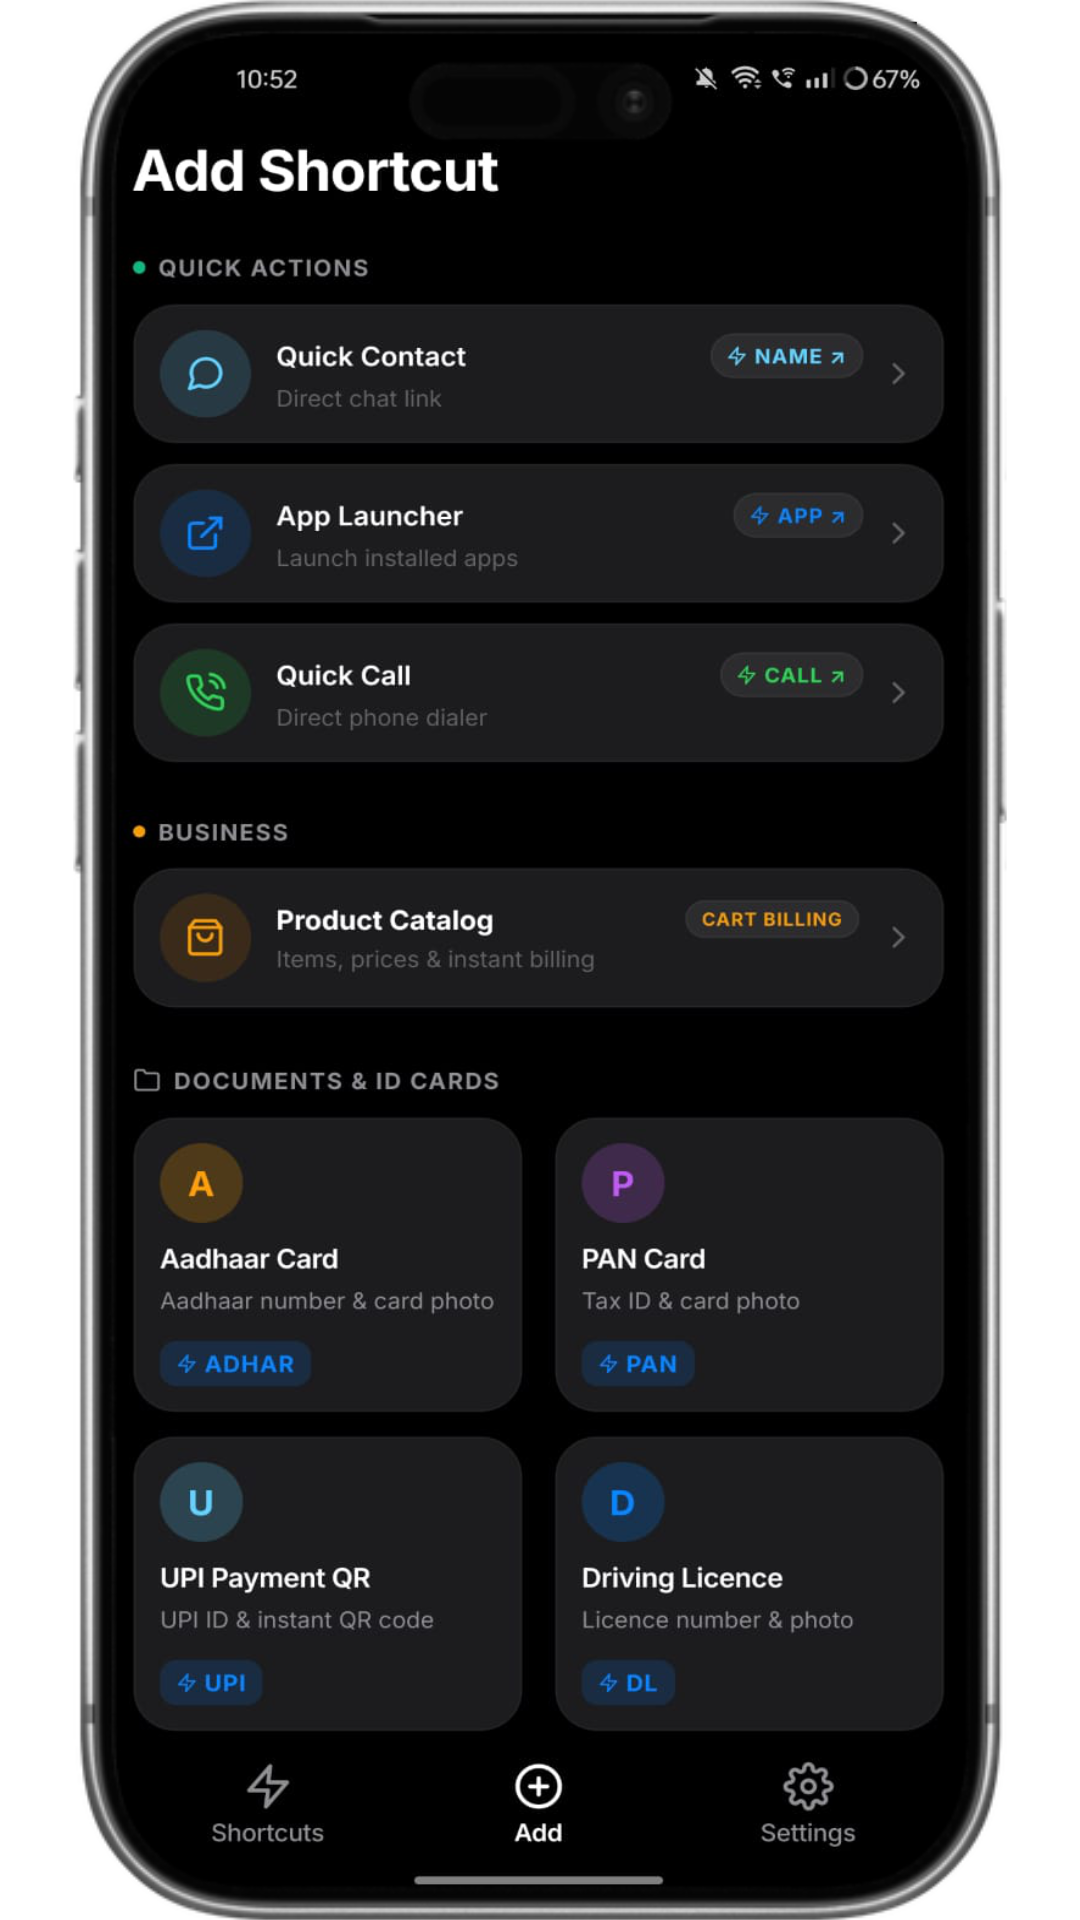 10:52
67%
Add Shortcut
QUICK ACTIONS
Quick Contact
NAME
Direct chat link
App Launcher
APP
Launch installed apps
Quick Call
CALL
Direct phone dialer
BUSINESS
Product Catalog
CART BILLING
Items, prices & instant billing
DOCUMENTS & ID CARDS
A
Aadhaar Card
Aadhaar number & card photo
ADHAR
P
PAN Card
Tax ID & card photo
PAN
U
UPI Payment QR
UPI ID & instant QR code
UPI
D
Driving Licence
Licence number & photo
DL
Shortcuts
Add
Settings